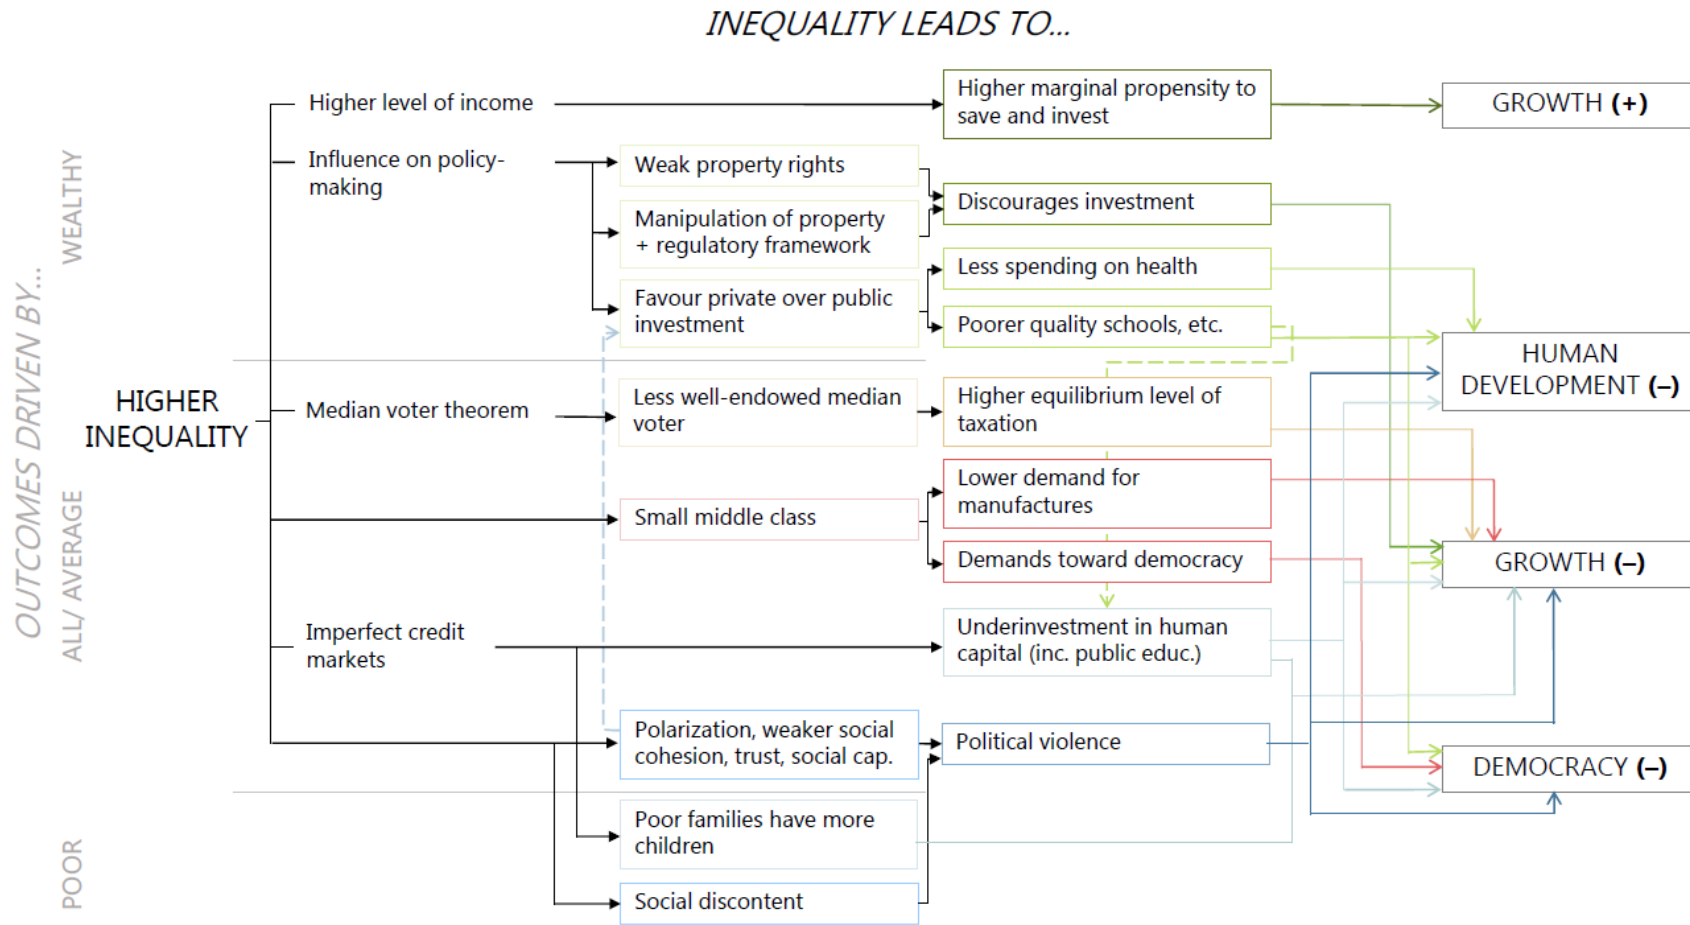 INEQUALITY LEADS TO...
OUTCOMES DRIVEN BY...
WEALTHY
ALL/ AVERAGE
POOR
HIGHER
INEQUALITY
Higher level of income
Higher marginal propensity to
save and invest
GROWTH (+)
Influence on policy-
making
Weak property rights
Manipulation of property
+ regulatory framework
Discourages investment
Favour private over public
investment
Less spending on health
Poorer quality schools, etc.
HUMAN
DEVELOPMENT (–)
Median voter theorem
Less well-endowed median
voter
Higher equilibrium level of
taxation
Small middle class
Lower demand for
manufactures
Demands toward democracy
GROWTH (–)
Imperfect credit
markets
Underinvestment in human
capital (inc. public educ.)
Polarization, weaker social
cohesion, trust, social cap.
Political violence
DEMOCRACY (–)
Poor families have more
children
Social discontent